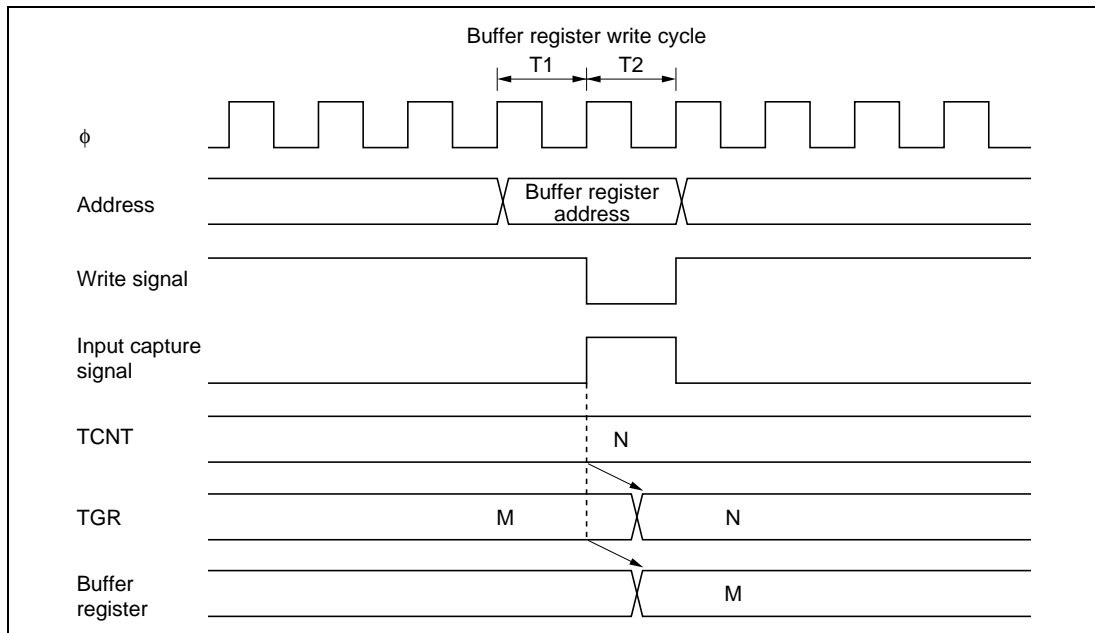 Buffer register write cycle
T1 T2
ϕ
Address
Buffer register
address
Write signal
Input capture
signal
TCNT
N
TGR
M N
Buffer
register
M